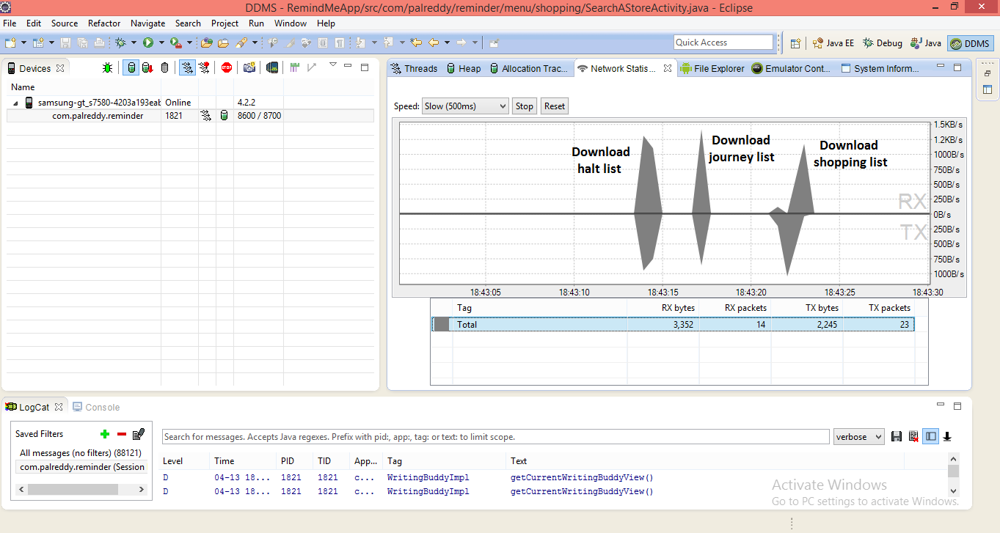 DDMS - RemindMeApp/src/com/palreddy/reminder/menu/shopping/SearchAStoreActivity.java - Eclipse
File Edit Source Refactor Navigate Search Project Run Window Help
Quick Access Java EE Debug Java DDMS
Devices
Name
samsung-gt_s7580-4203a193eab Online 4.2.2
com.palreddy.reminder 1821 8600 / 8700
Threads Heap Allocation Trac... Network Statis... File Explorer Emulator Cont... System Inform...
Speed: Slow (500ms) Stop Reset
1.5KB/s
1.2KB/s
1000B/s
750B/s
500B/s
250B/s
0B/s
250B/s
500B/s
750B/s
1000B/s
Download
halt list
Download
journey list
Download
shopping list
RX
TX
18:43:05 18:43:10 18:43:15 18:43:20 18:43:25 18:43:30
Tag RX bytes RX packets TX bytes TX packets
Total 3,352 14 2,245 23
LogCat Console
Saved Filters
All messages (no filters) (88121)
com.palreddy.reminder (Session
Search for messages. Accepts Java regexes. Prefix with pid:, app:, tag: or text: to limit scope. verbose
Level Time PID TID App... Tag Text
D 04-13 18... 1821 1821 c... WritingBuddyImpl getCurrentWritingBuddyView()
D 04-13 18... 1821 1821 c... WritingBuddyImpl getCurrentWritingBuddyView()
Activate Windows
Go to PC settings to activate Windows.